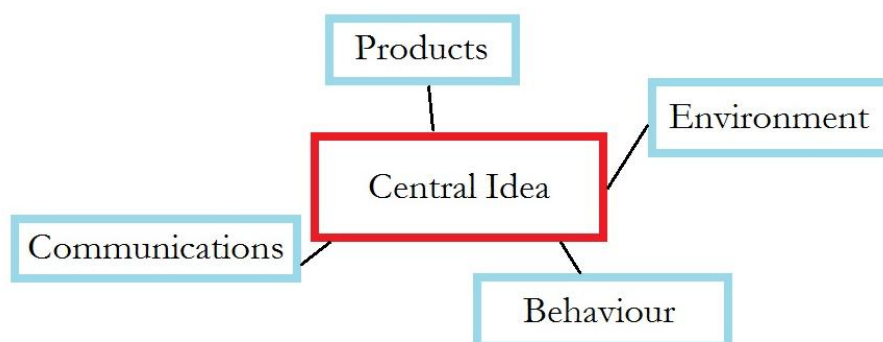 Products
Environment
Central Idea
Communications
Behaviour